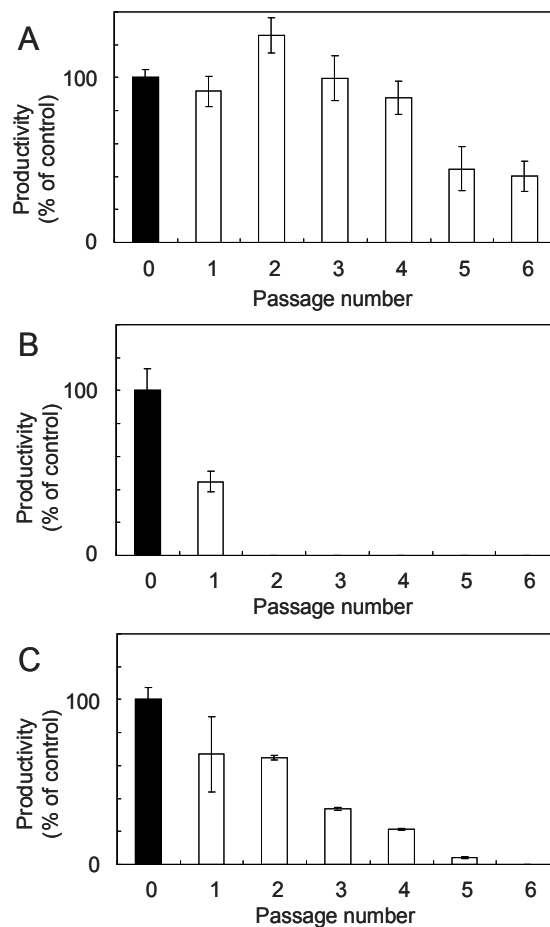 A
Productivity
(% of control)
100
0
0 1 2 3 4 5 6
Passage number
B
Productivity
(% of control)
100
0
0 1 2 3 4 5 6
Passage number
C
Productivity
(% of control)
100
0
0 1 2 3 4 5 6
Passage number